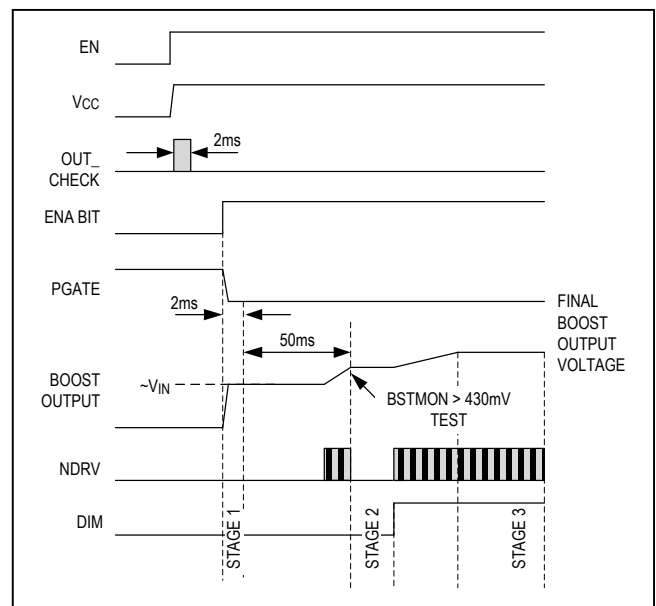 EN
VCC
2ms
OUT_
CHECK
ENA BIT
PGATE
2ms
FINAL
BOOST
OUTPUT
VOLTAGE
50ms
~VIN
BOOST
OUTPUT
BSTMON > 430mV
TEST
NDRV
DIM
STAGE 1
STAGE 2
STAGE 3